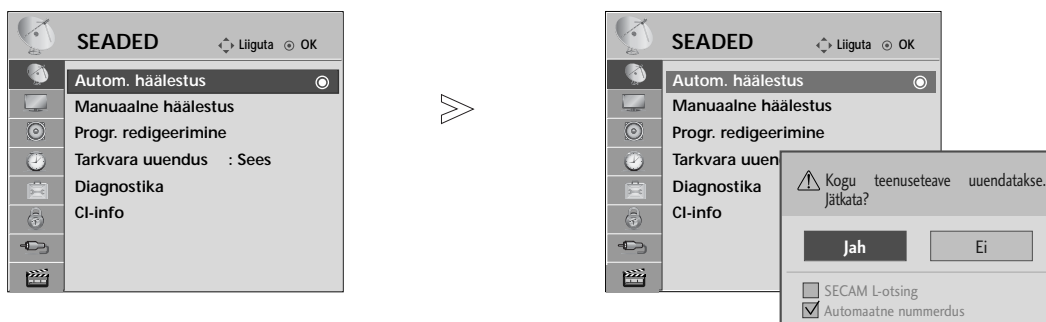 SEADED Liiguta OK
Autom. häälestus
Manuaalne häälestus
Progr. redigeerimine
Tarkvara uuendus : Sees
Diagnostika
CI-info
SEADED Liiguta OK
Autom. häälestus
Manuaalne häälestus
Progr. redigeerimine
Tarkvara uuen
Diagnostika
CI-info
Kogu teenuseteave uuendatakse.
Jätkata?
Jah Ei
SECAM L-otsing
Automaatne nummerdus